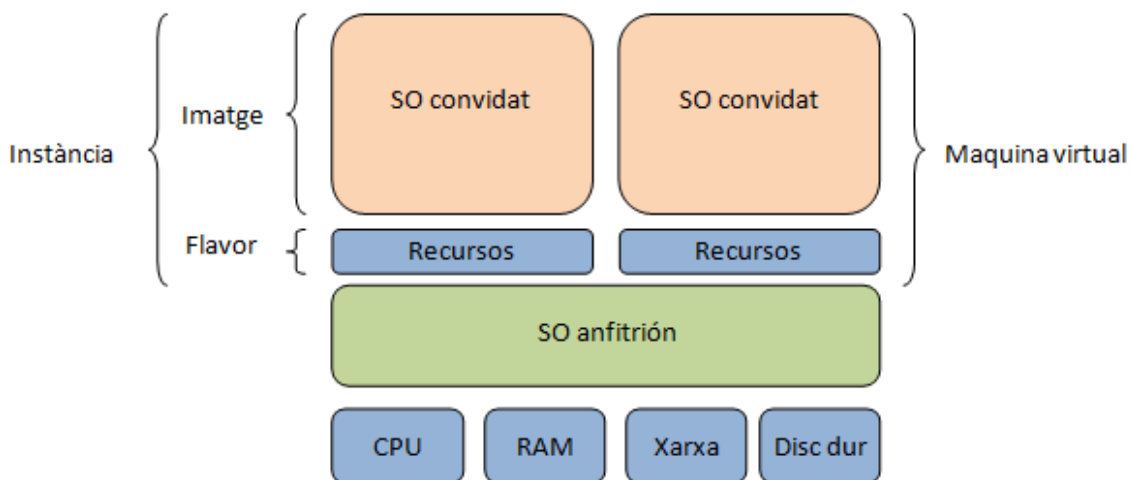 SO convidat
SO convidat
Imatge
Instància
Maquina virtual
Flavor
Recursos
Recursos
SO anfitrión
CPU
RAM
Xarxa
Disc dur